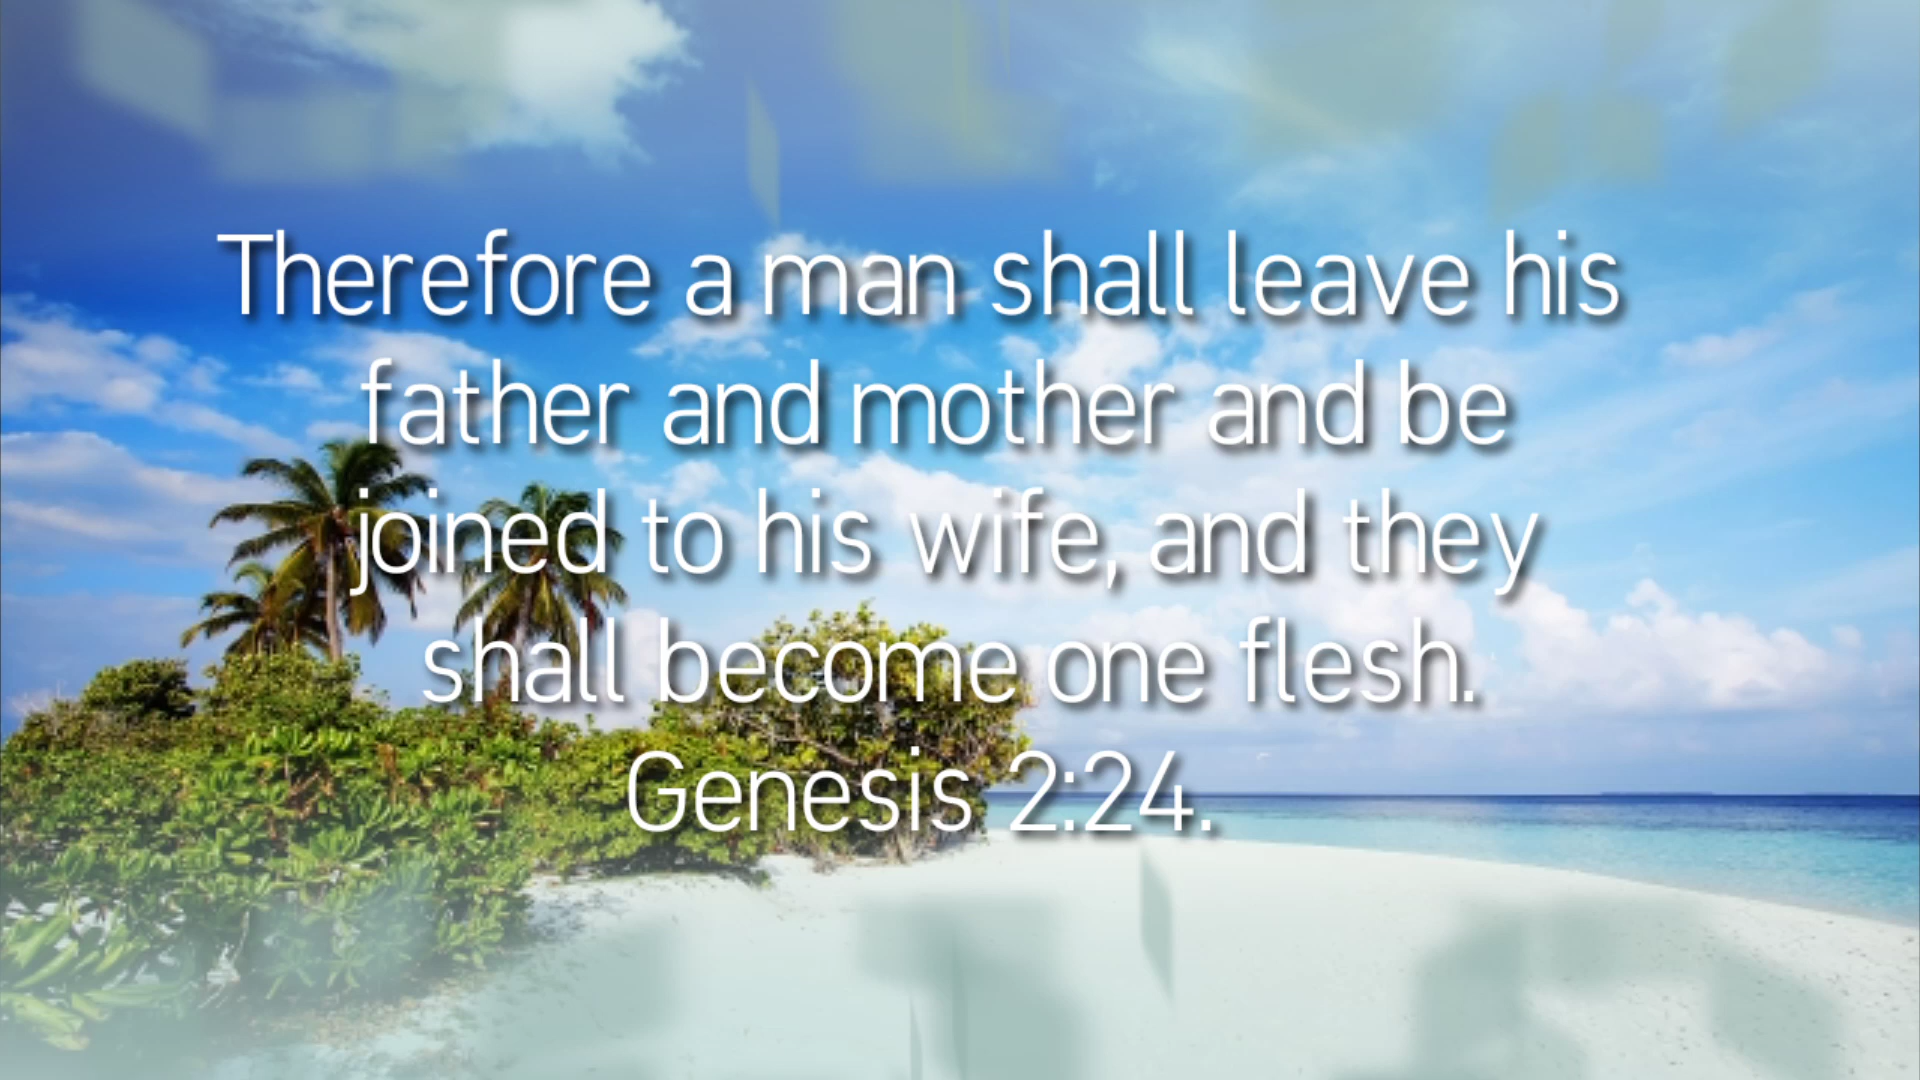 Therefore a man shall leave his
father and mother and be
joined to his wife, and they
shall become one flesh.
Genesis 2:24.